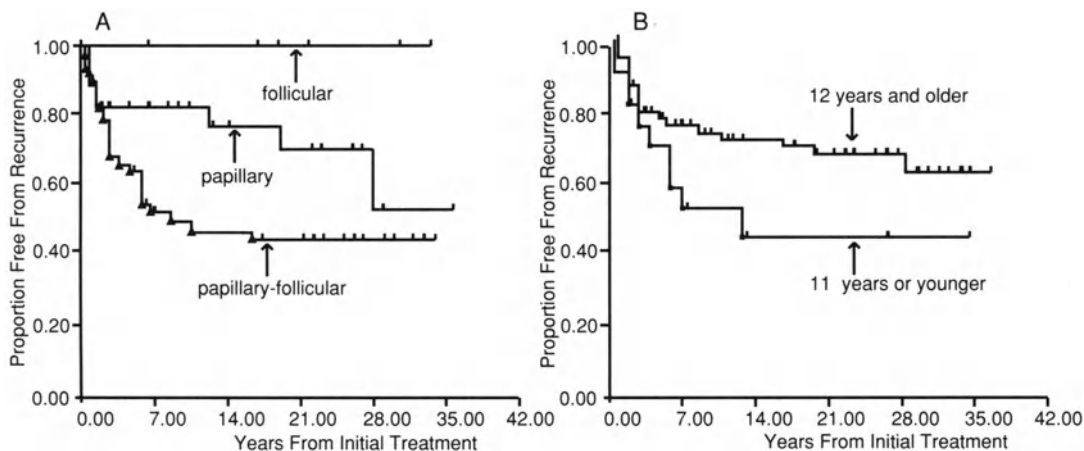 A
Proportion Free From Recurrence
1.00
0.80
0.60
0.40
0.20
0.00
follicular
papillary
papillary-follicular
0.00 7.00 14.00 21.00 28.00 35.00 42.00
Years From Initial Treatment
B
Proportion Free From Recurrence
1.00
0.80
0.60
0.40
0.20
0.00
12 years and older
11 years or younger
0.00 7.00 14.00 21.00 28.00 35.00 42.00
Years From Initial Treatment